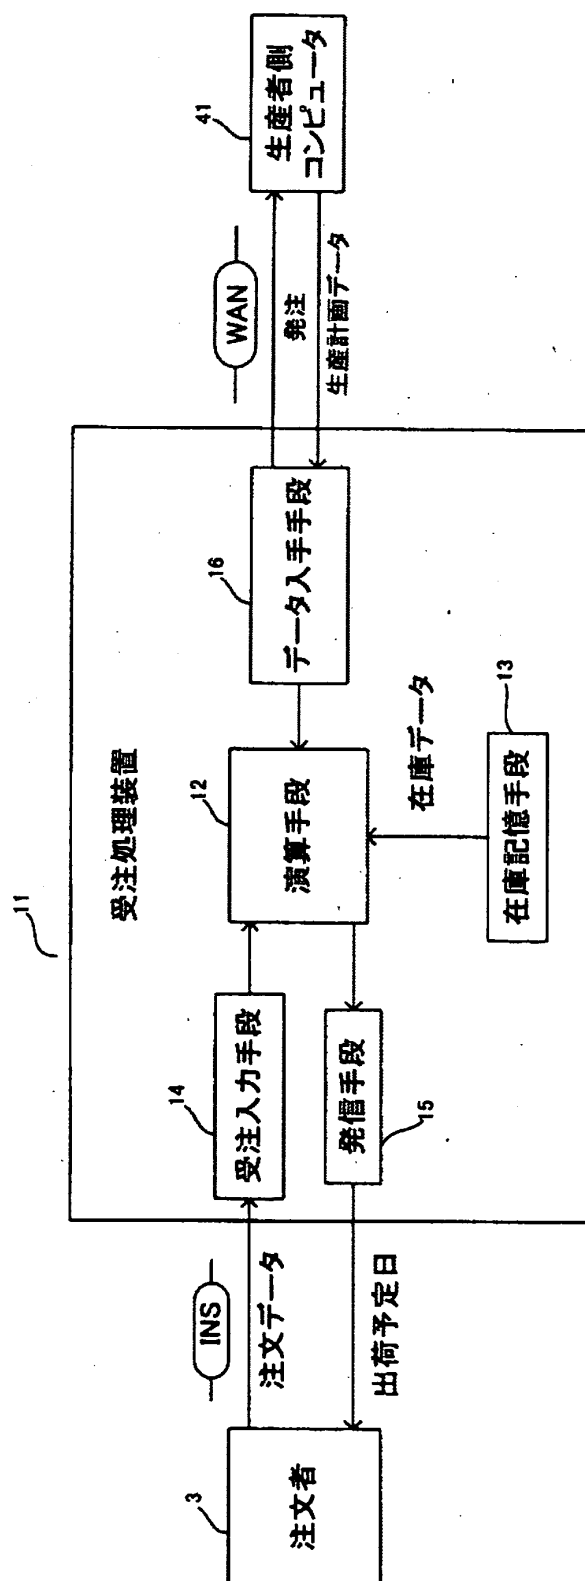 11
受注処理装置
3
注文者
INS
注文データ
出荷予定日
14
受注入力手段
発信手段
15
12
演算手段
在庫データ
在庫記憶手段
13
16
データ入手手段
WAN
発注
生産計画データ
41
生産者側
コンピュータ